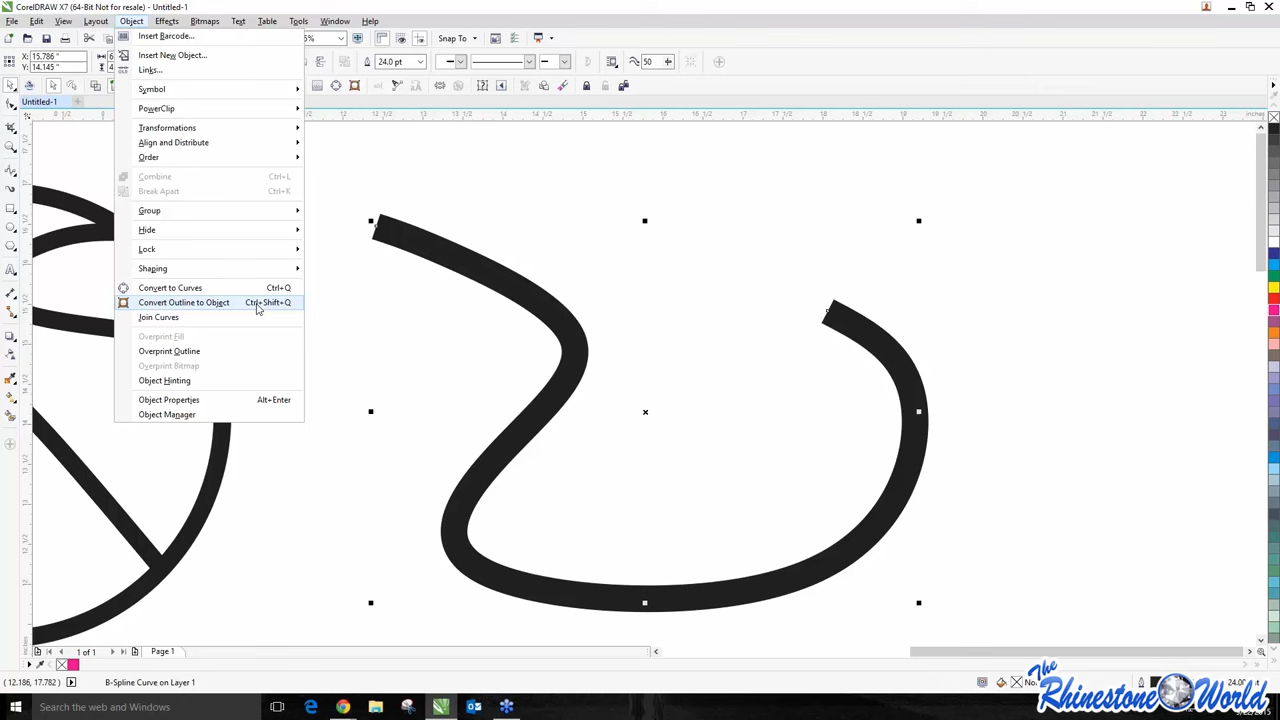 CorelDRAW X7 (64-Bit Not for resale) - Untitled-1
File Edit View Layout Object Effects Bitmaps Text Table Tools Window Help
Insert Barcode...
Insert New Object...
Links...
Symbol
PowerClip
Transformations
Align and Distribute
Order
Combine Ctrl+L
Break Apart Ctrl+K
Group
Hide
Lock
Shaping
Convert to Curves Ctrl+Q
Convert Outline to Object Ctrl+Shift+Q
Join Curves
Overprint Fill
Overprint Outline
Overprint Bitmap
Object Hinting
Object Properties Alt+Enter
Object Manager
Snap To
X: 15.786 "
Y: 14.145 "
24.0 pt
50
Untitled-1
inches
1 of 1
Page 1
( 12.186, 17.782 )
B-Spline Curve on Layer 1
Search the web and Windows
The
Rhinestone World